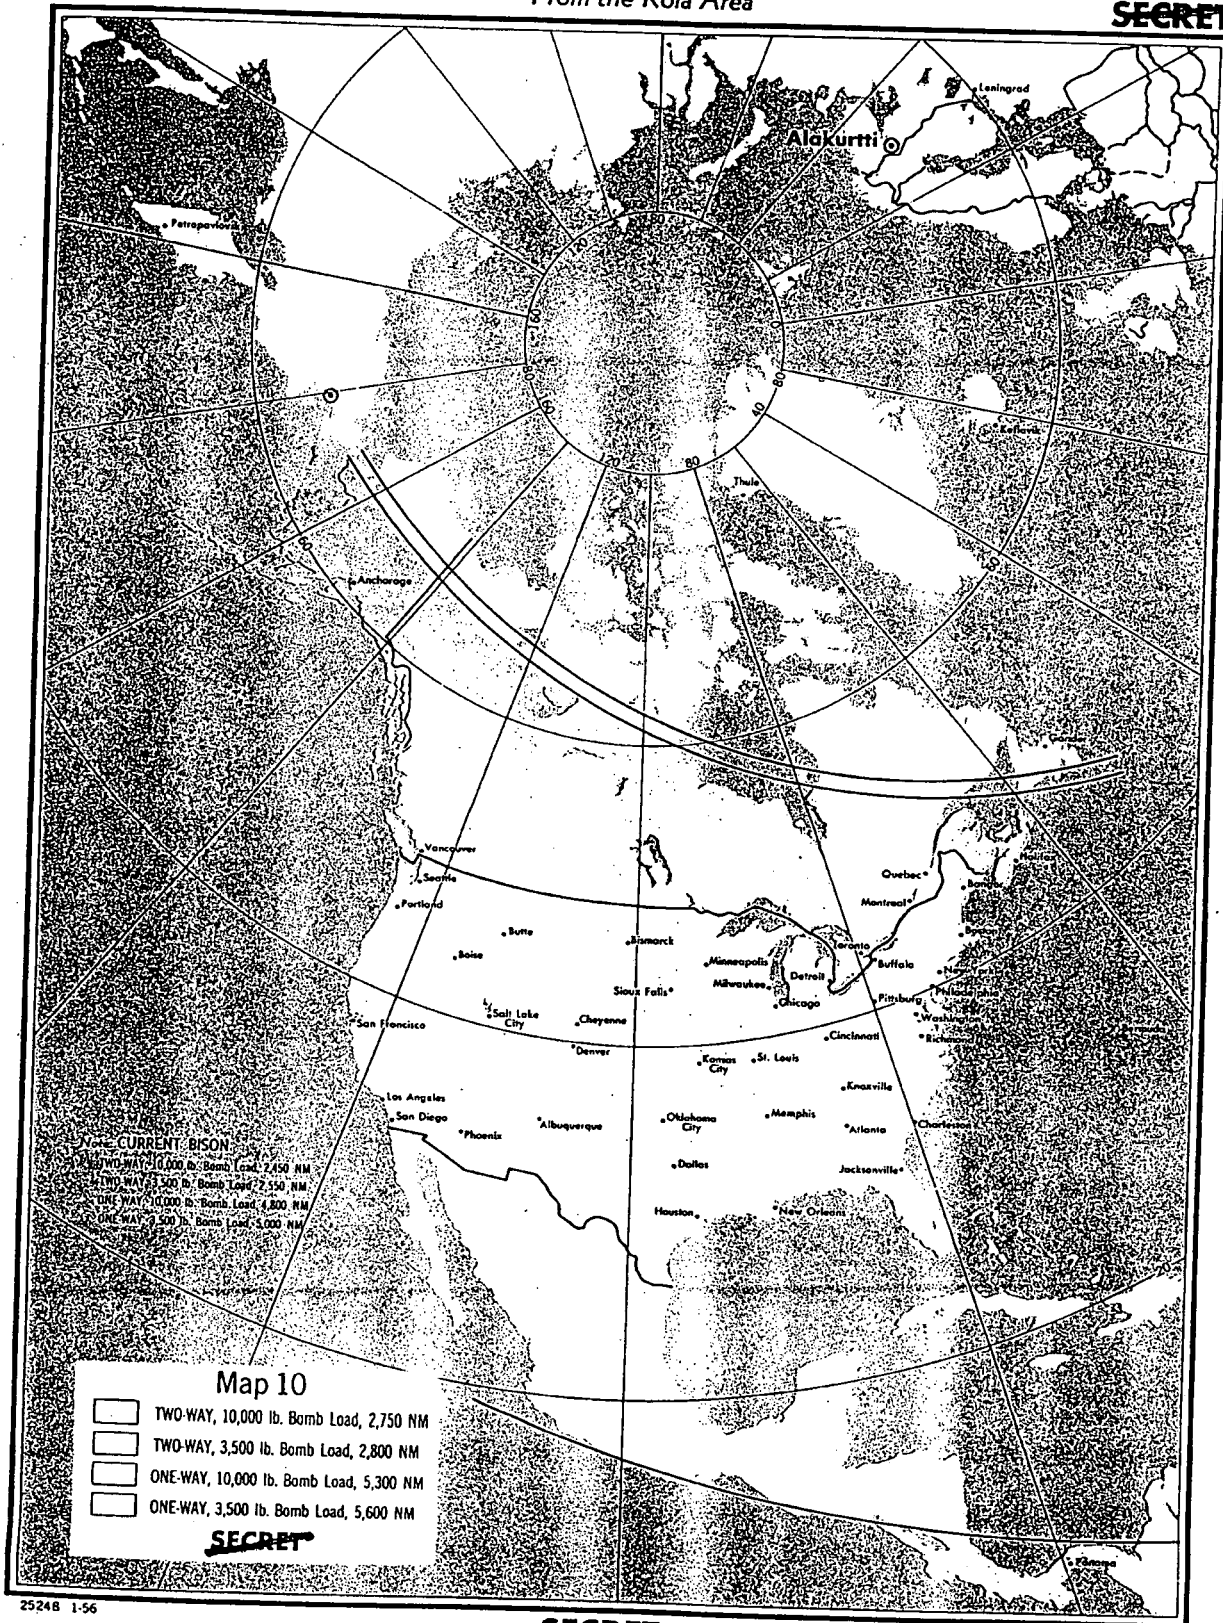 From the Kola Area
SECRET
Leningrad
Alakurtti
Keflavik
80
40
80
Thule
Anchorage
Vancouver
Seattle
Portland
Quebec
Halifax
Montreal
Butte
Boise
Bismarck
Toronto
Buffalo
Minneapolis
Detroit
Milwaukee
Sioux Falls
Chicago
Pittsburg
Philadelphia
Salt Lake
City
Cheyenne
Washington
San Francisco
Richmond
Cincinnati
Denver
Kansas
City
St. Louis
Knoxville
Los Angeles
San Diego
Phoenix
Albuquerque
Oklahoma
City
Memphis
Atlanta
Charleston
Dallas
Jacksonville
Houston
New Orleans
Note: CURRENT BISON
TWO-WAY, 10,000 lb. Bomb Load, 2,450 NM
TWO-WAY, 3,500 lb. Bomb Load, 2,550 NM
ONE-WAY, 10,000 lb. Bomb Load, 4,800 NM
ONE-WAY, 3,500 lb. Bomb Load, 5,000 NM
Map 10
TWO-WAY, 10,000 lb. Bomb Load, 2,750 NM
TWO-WAY, 3,500 lb. Bomb Load, 2,800 NM
ONE-WAY, 10,000 lb. Bomb Load, 5,300 NM
ONE-WAY, 3,500 lb. Bomb Load, 5,600 NM
SECRET
Panama
25248 1-56
SECRET